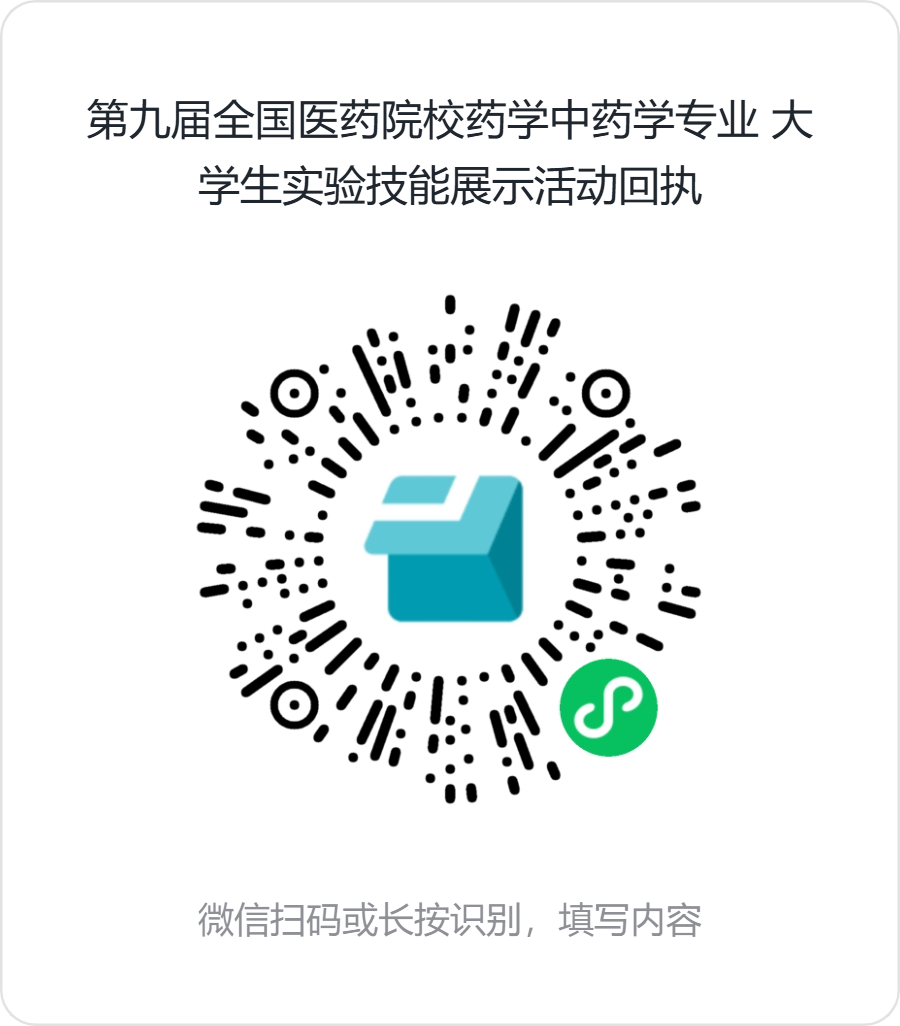 第九届全国医药院校药学中药学专业 大
学生实验技能展示活动回执
微信扫码或长按识别，填写内容